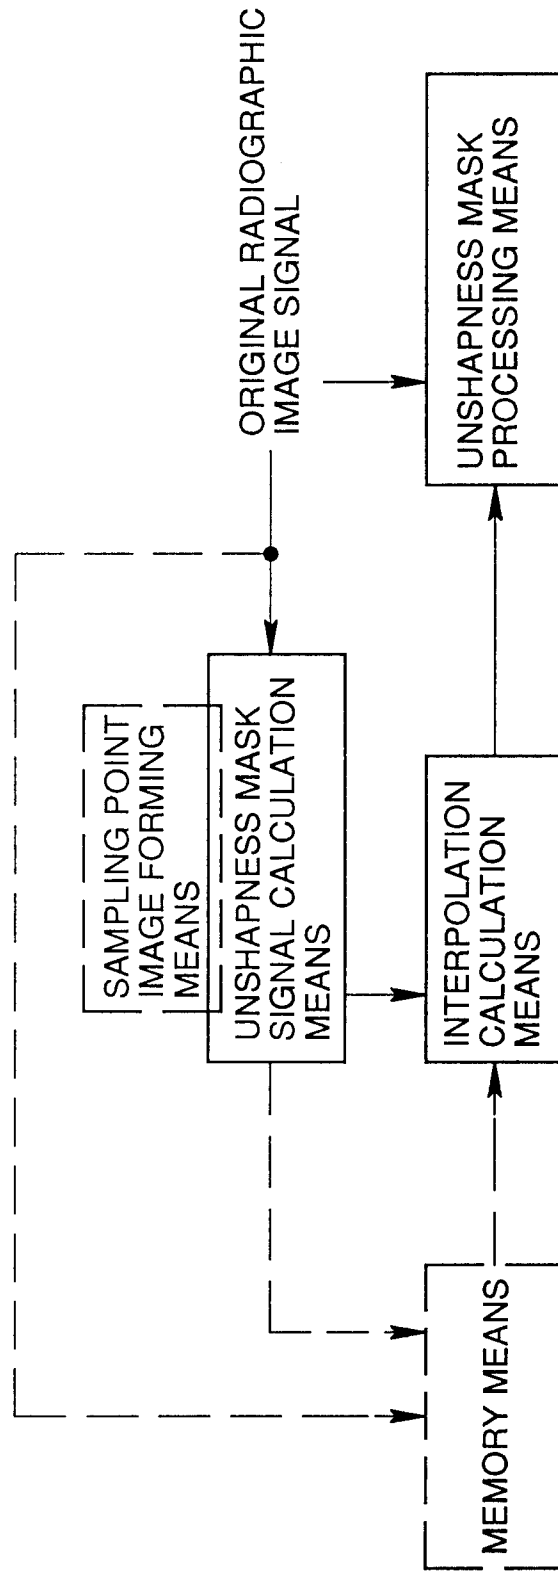 ORIGINAL RADIOGRAPHIC
IMAGE SIGNAL
SAMPLING POINT
IMAGE FORMING
MEANS
UNSHAPNESS MASK
SIGNAL CALCULATION
MEANS
MEMORY MEANS
INTERPOLATION
CALCULATION
MEANS
UNSHAPNESS MASK
PROCESSING MEANS